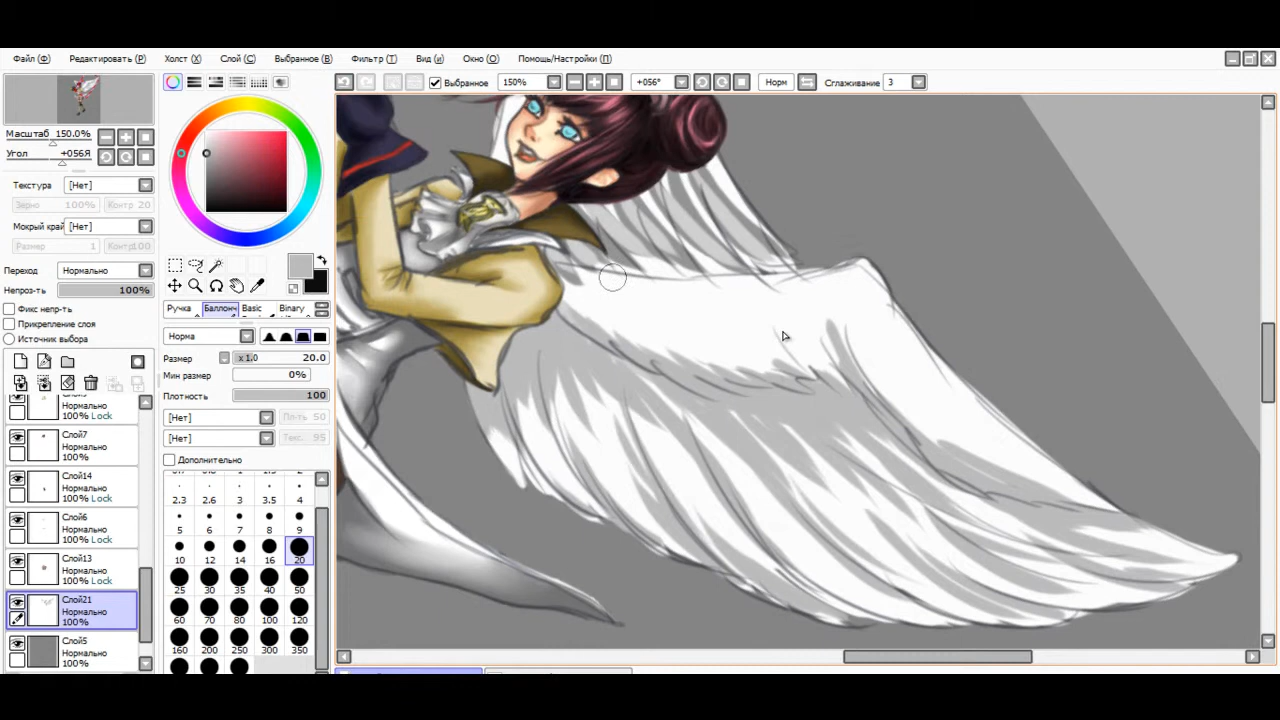 Файл (Ф) Редактировать (Р) Холст (Х) Слой (С) Выбранное (В) Фильтр (Т) Вид (и) Окно (О) Помощь/Настройки (П)
Выбранное 150% +056° Норм Сглаживание 3
Масштаб 150.0%
Угол +056Я
Текстура [Нет]
Зерно 100% Контр 20
Мокрый край [Нет]
Размер 1 Контр 100
Переход Нормально
Непроз-ть 100%
Фикс непр-ть
Прикрепление слоя
Источник выбора
Нормально
100% Lock
Слой7
Нормально
100%
Слой14
Нормально
100% Lock
Слой6
Нормально
100% Lock
Слой13
Нормально
100% Lock
Слой21
Нормально
100%
Слой5
Нормально
100%
Ручка Баллонч Basic Binary
Норма
Размер x 1.0 20.0
Мин размер 0%
Плотность 100
[Нет] Пл-ть 50
[Нет] Текс. 95
Дополнительно
2.3 2.6 3 3.5 4
5 6 7 8 9
10 12 14 16 20
25 30 35 40 50
60 70 80 100 120
160 200 250 300 350